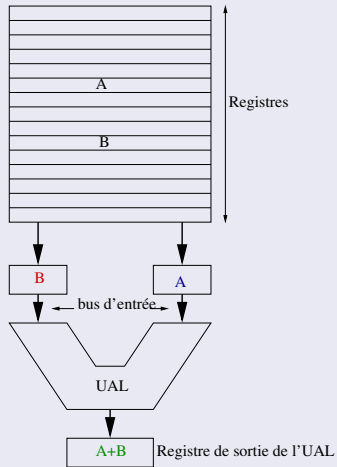 A
Registres
B
B
A
bus d'entrée
UAL
A+B
Registre de sortie de l'UAL